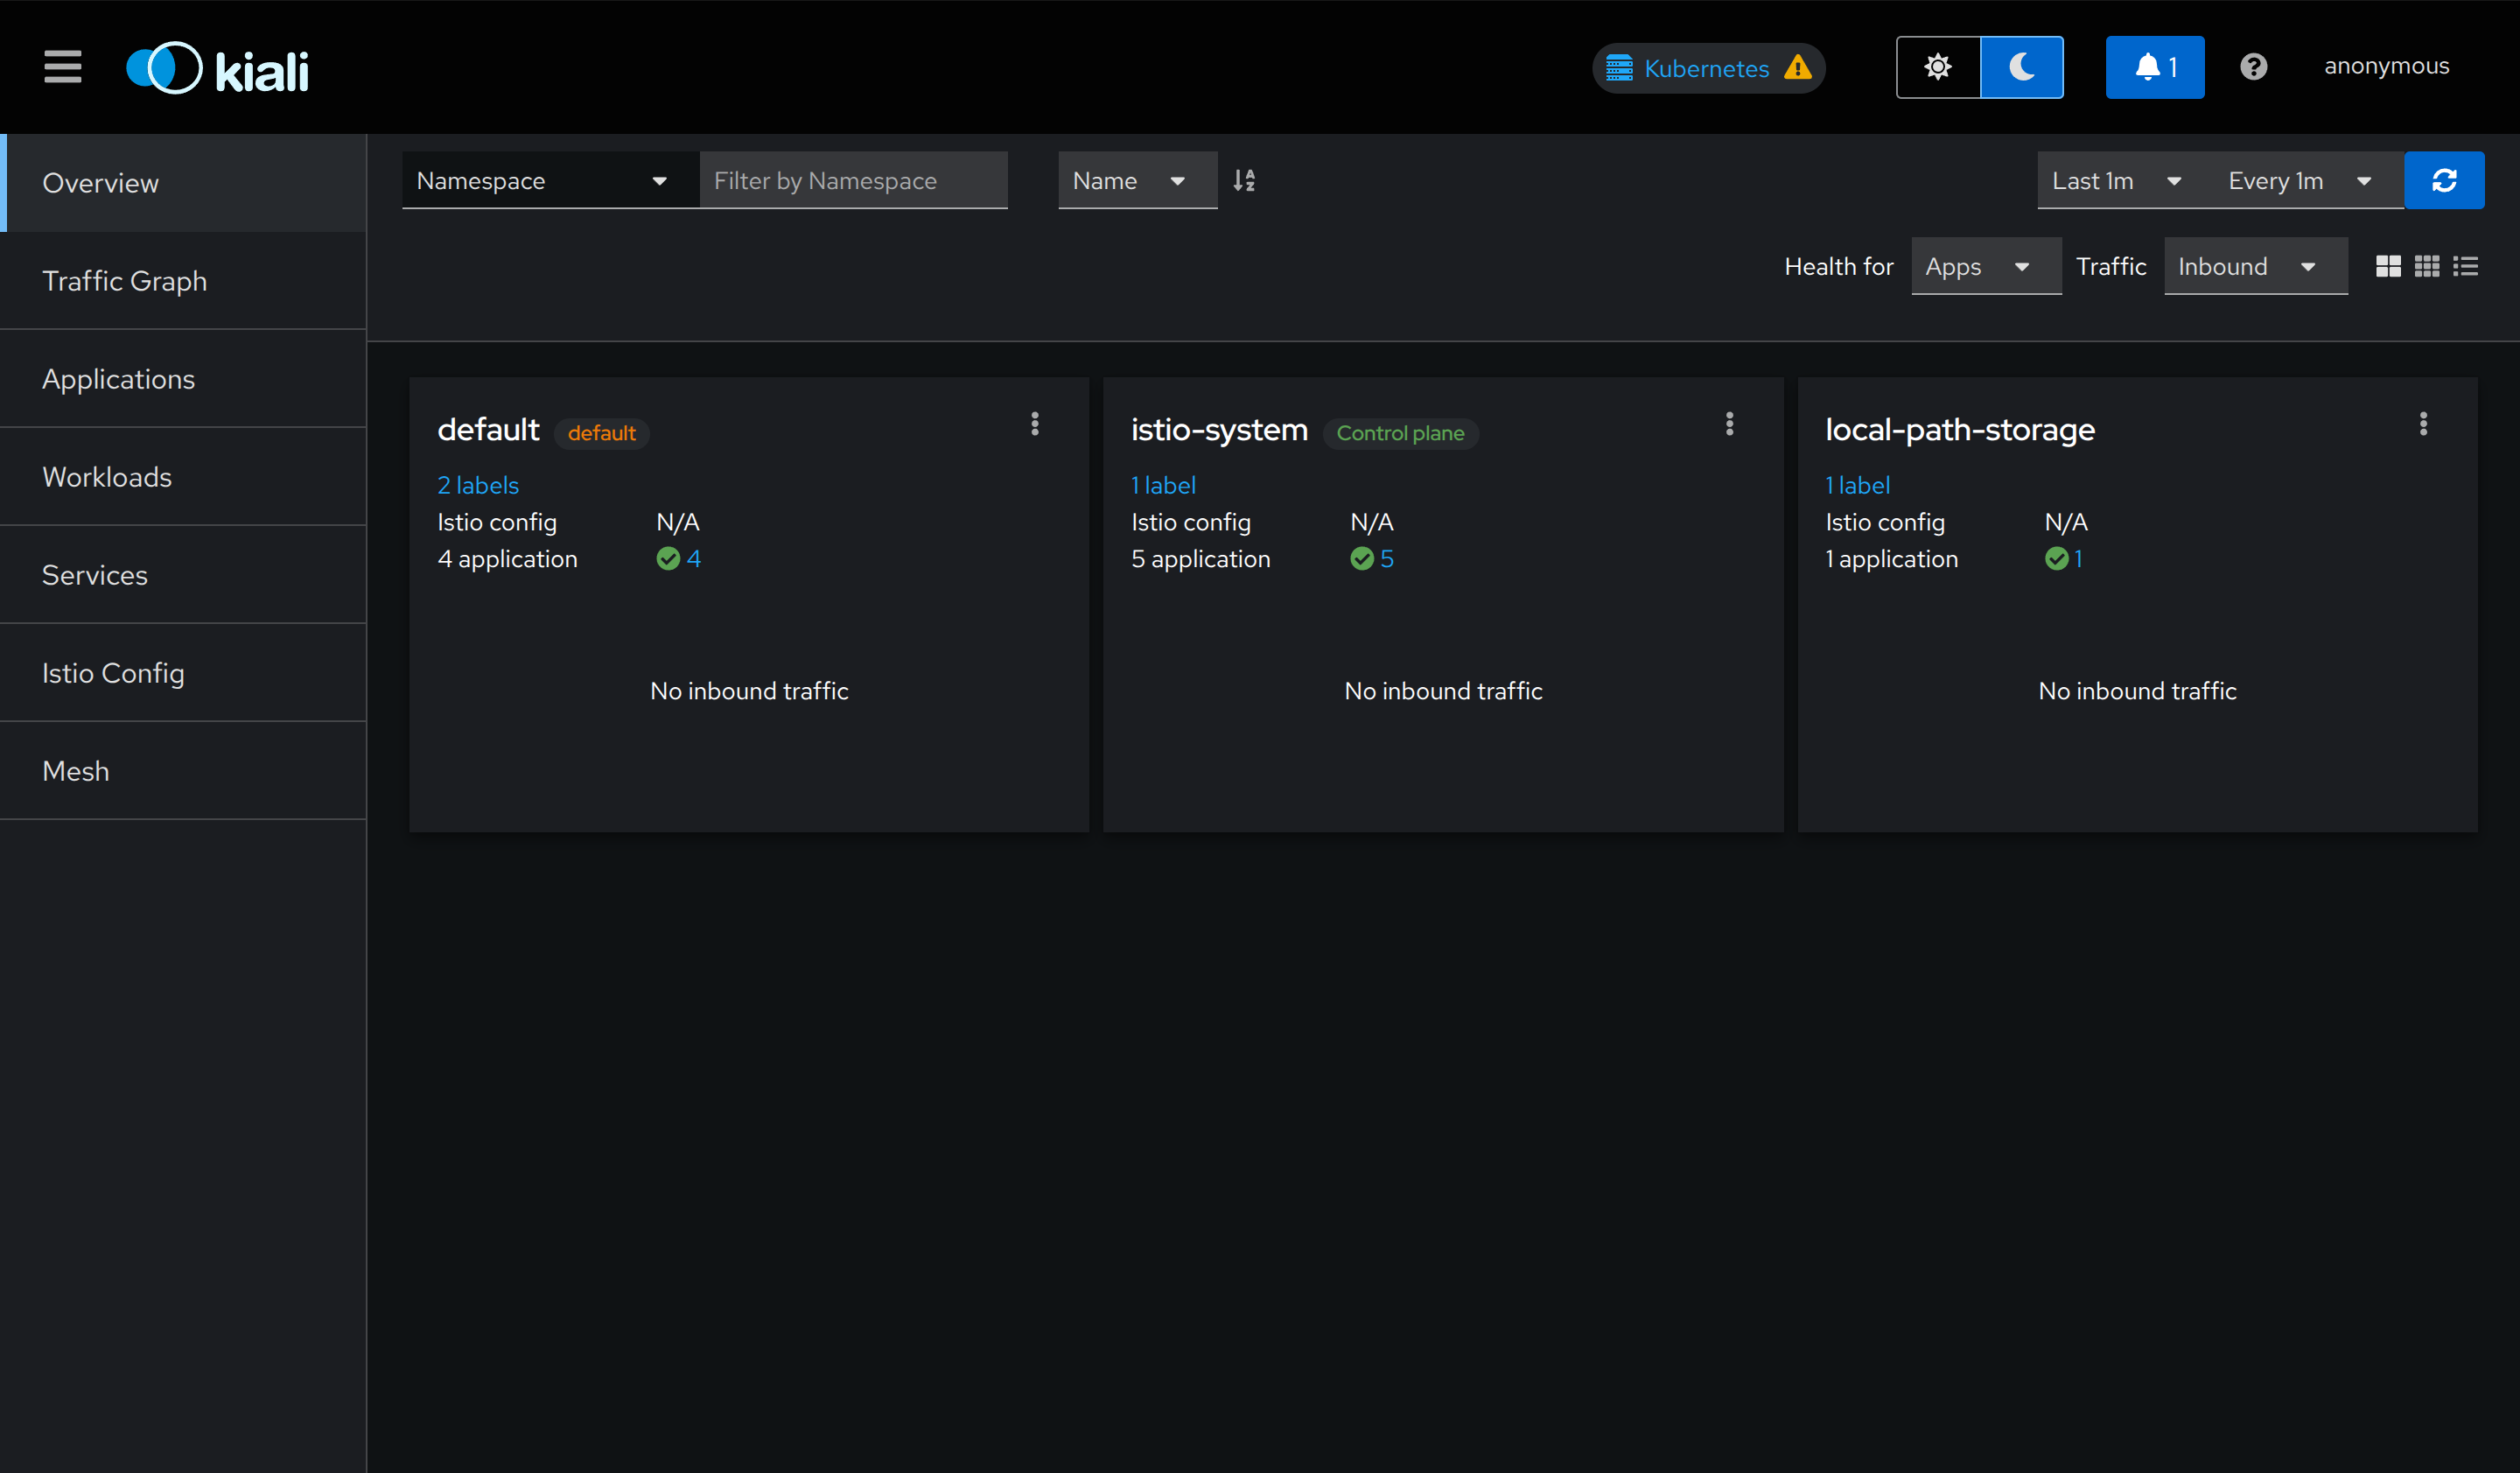 kiali
Kubernetes
1
anonymous
Overview
Traffic Graph
Applications
Workloads
Services
Istio Config
Mesh
Namespace
Filter by Namespace
Name
Last 1m
Every 1m
Health for
Apps
Traffic
Inbound
default default
2 labels
Istio config N/A
4 application 4
No inbound traffic
istio-system Control plane
1 label
Istio config N/A
5 application 5
No inbound traffic
local-path-storage
1 label
Istio config N/A
1 application 1
No inbound traffic